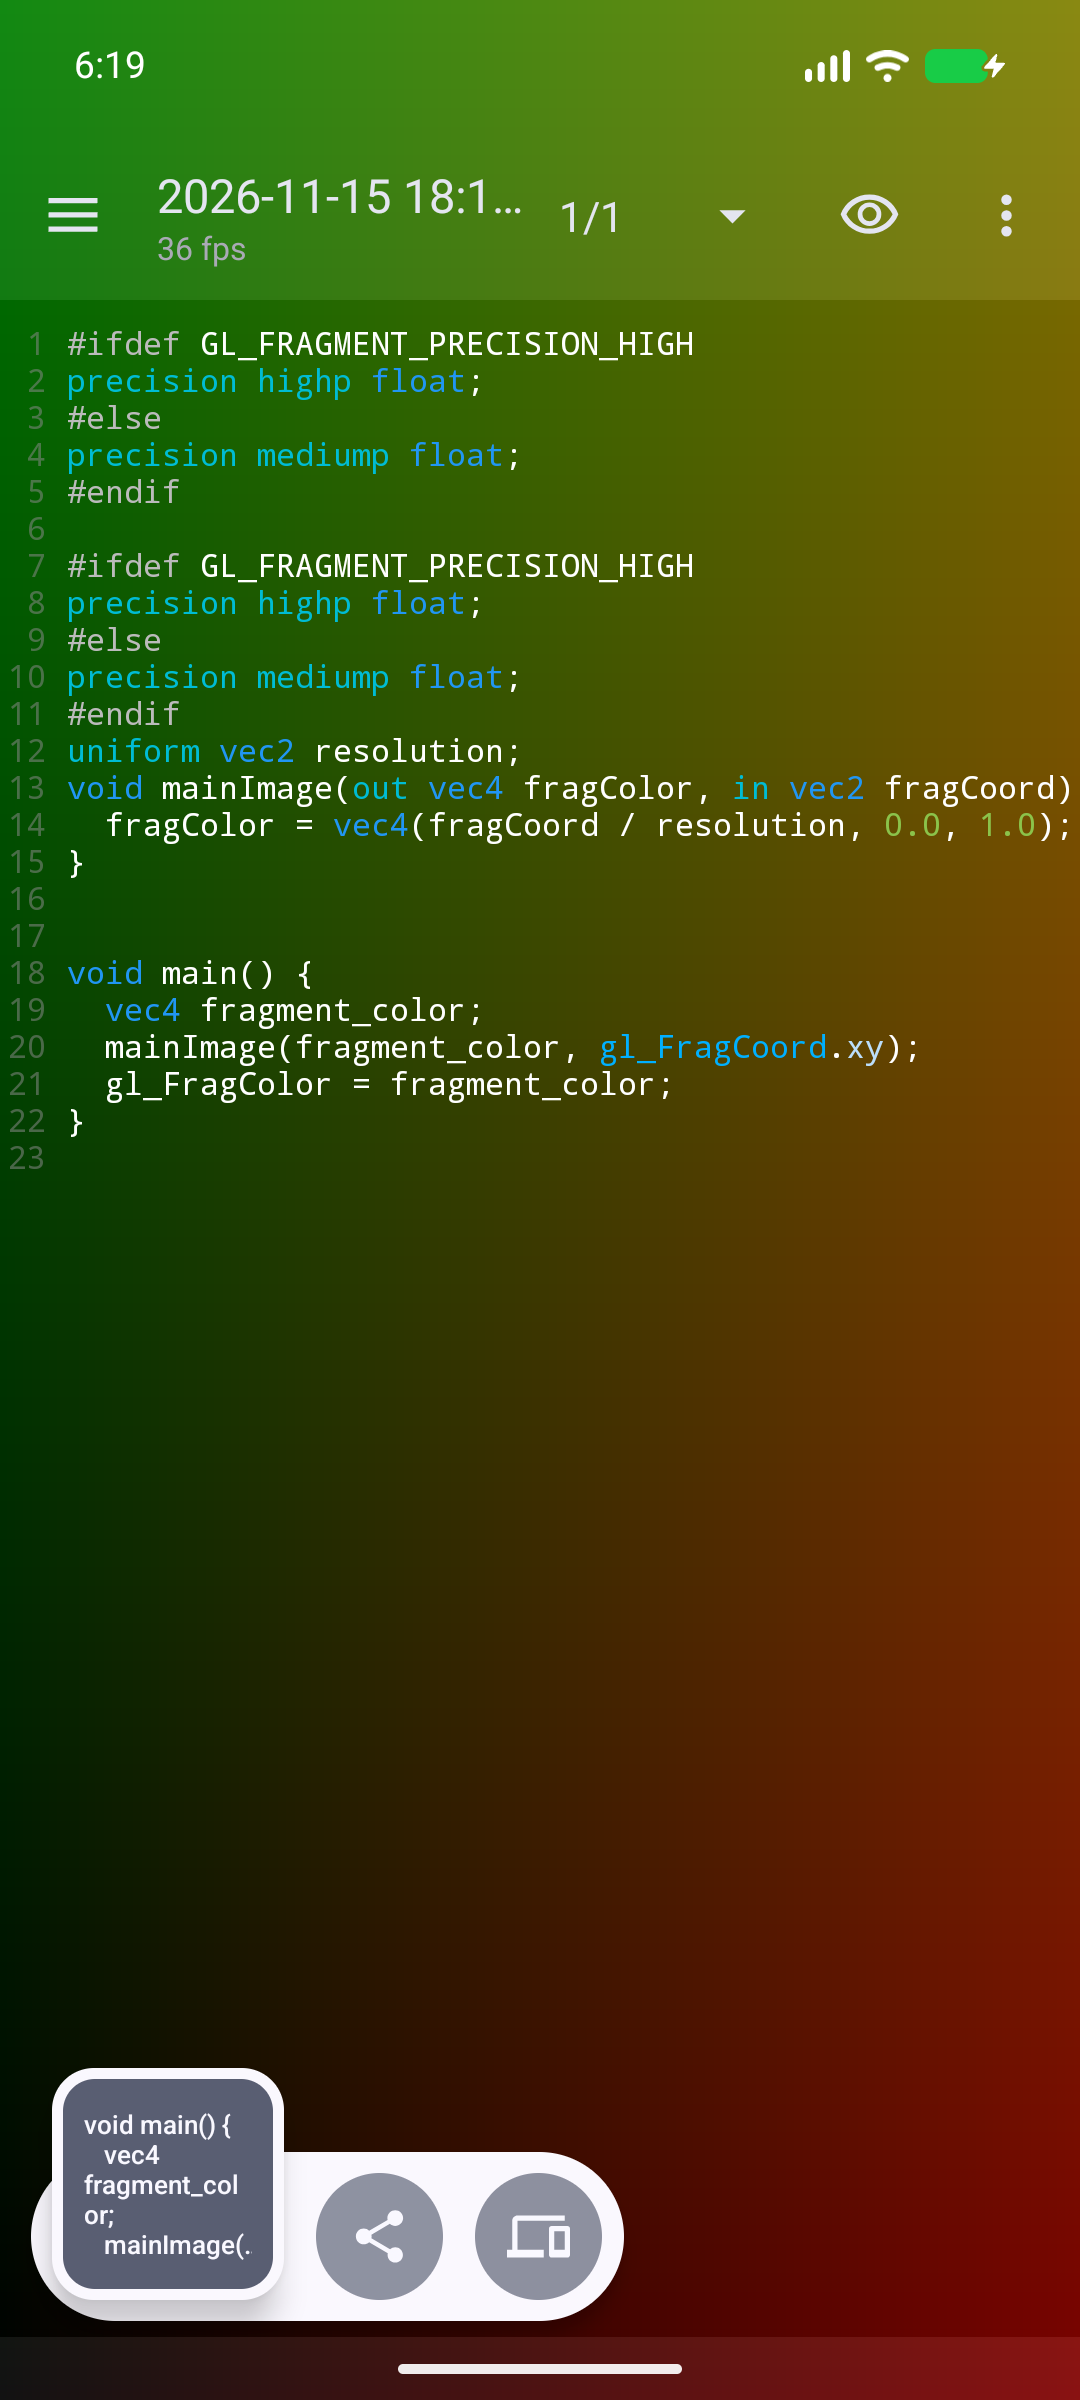 6:19
2026-11-15 18:1… 1/1
36 fps
1 #ifdef GL_FRAGMENT_PRECISION_HIGH
2 precision highp float;
3 #else
4 precision mediump float;
5 #endif
6
7 #ifdef GL_FRAGMENT_PRECISION_HIGH
8 precision highp float;
9 #else
10 precision mediump float;
11 #endif
12 uniform vec2 resolution;
13 void mainImage(out vec4 fragColor, in vec2 fragCoord)
14   fragColor = vec4(fragCoord / resolution, 0.0, 1.0);
15 }
16
17
18 void main() {
19   vec4 fragment_color;
20   mainImage(fragment_color, gl_FragCoord.xy);
21   gl_FragColor = fragment_color;
22 }
23
void main() {
  vec4
fragment_col
or;
  mainImage(.